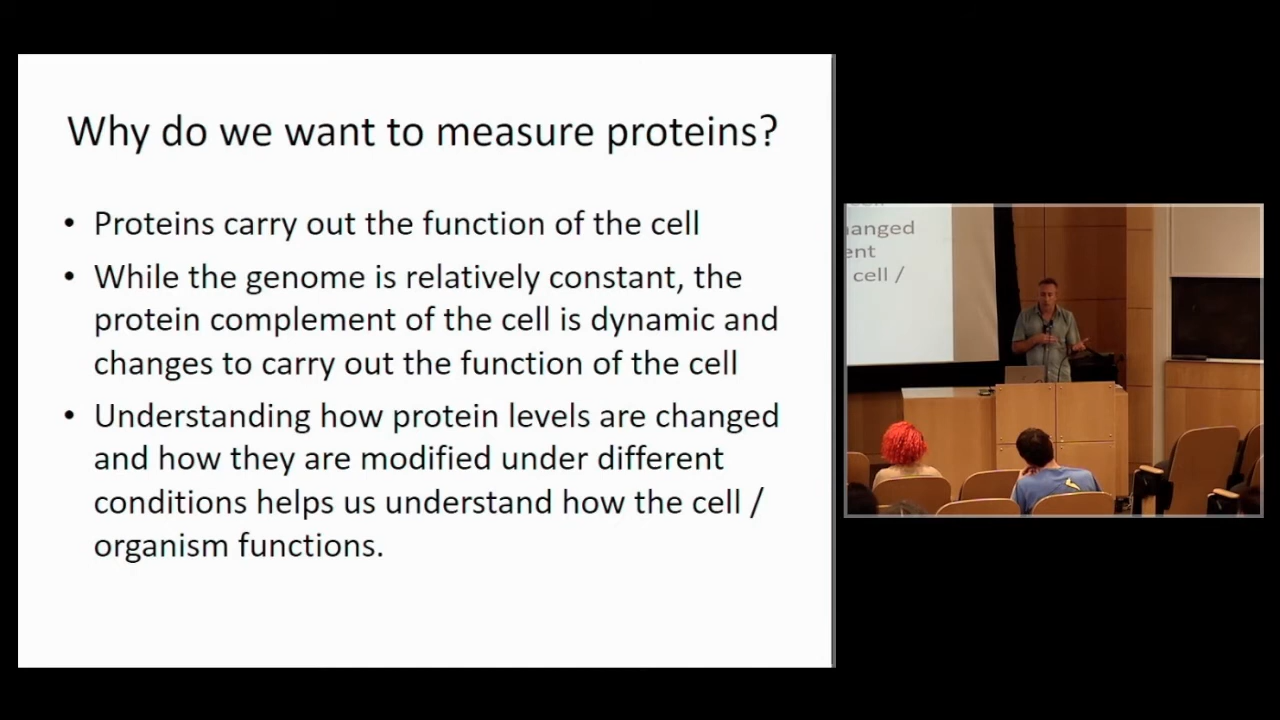 Why do we want to measure proteins?
• Proteins carry out the function of the cell
• While the genome is relatively constant, the
protein complement of the cell is dynamic and
changes to carry out the function of the cell
• Understanding how protein levels are changed
and how they are modified under different
conditions helps us understand how the cell /
organism functions.
hanged
ent
cell /